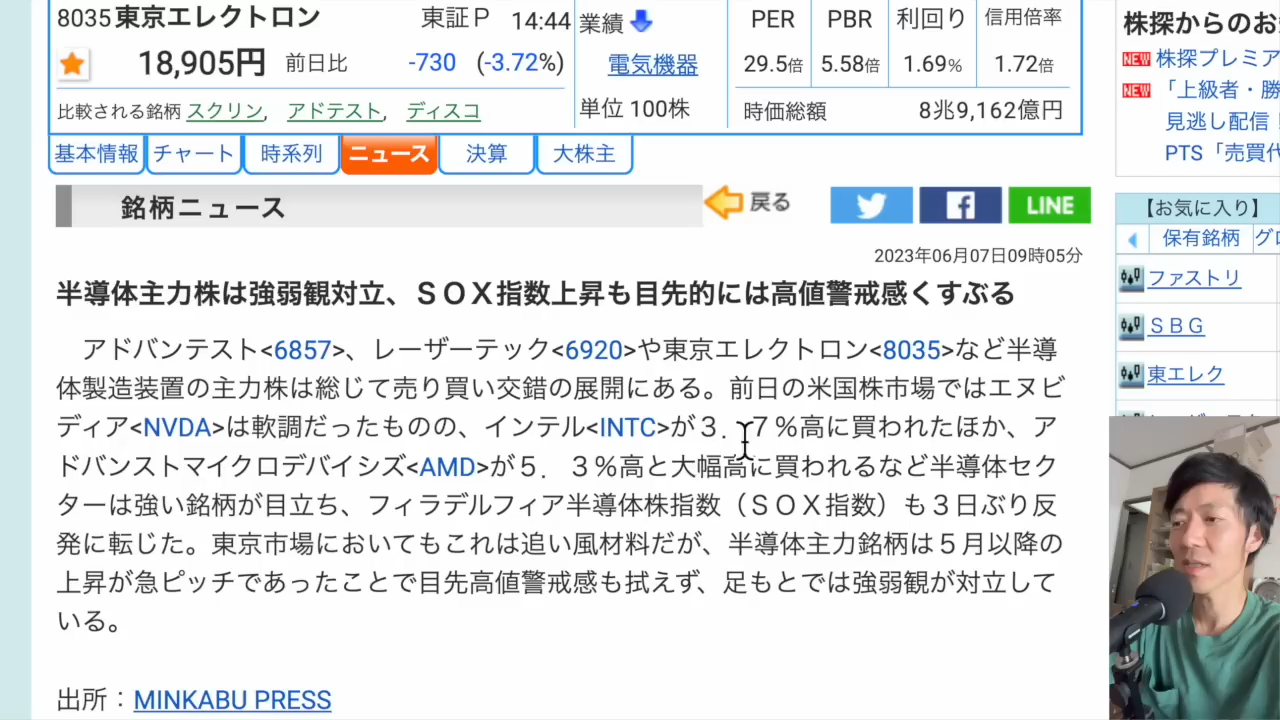 8035 東京エレクトロン
東証Ｐ 14:44
業績
18,905円 前日比 -730 (-3.72%)
電気機器
比較される銘柄 スクリン, アドテスト, ディスコ
単位 100株
PER PBR 利回り 信用倍率
29.5倍 5.58倍 1.69% 1.72倍
時価総額 8兆9,162億円
基本情報 チャート 時系列 ニュース 決算 大株主
銘柄ニュース
戻る
LINE
2023年06月07日09時05分
半導体主力株は強弱観対立、ＳＯＸ指数上昇も目先的には高値警戒感くすぶる
アドバンテスト<6857>、レーザーテック<6920>や東京エレクトロン<8035>など半導
体製造装置の主力株は総じて売り買い交錯の展開にある。前日の米国株市場ではエヌビ
ディア<NVDA>は軟調だったものの、インテル<INTC>が３．７％高に買われたほか、ア
ドバンストマイクロデバイシズ<AMD>が５．３％高と大幅高に買われるなど半導体セク
ターは強い銘柄が目立ち、フィラデルフィア半導体株指数（ＳＯＸ指数）も３日ぶり反
発に転じた。東京市場においてもこれは追い風材料だが、半導体主力銘柄は５月以降の
上昇が急ピッチであったことで目先高値警戒感も拭えず、足もとでは強弱観が対立して
いる。
出所：MINKABU PRESS
株探からのお
NEW 株探プレミア
NEW 「上級者・勝
見逃し配信
PTS「売買代
【お気に入り】
保有銘柄 グ
ファストリ
ＳＢＧ
東エレク